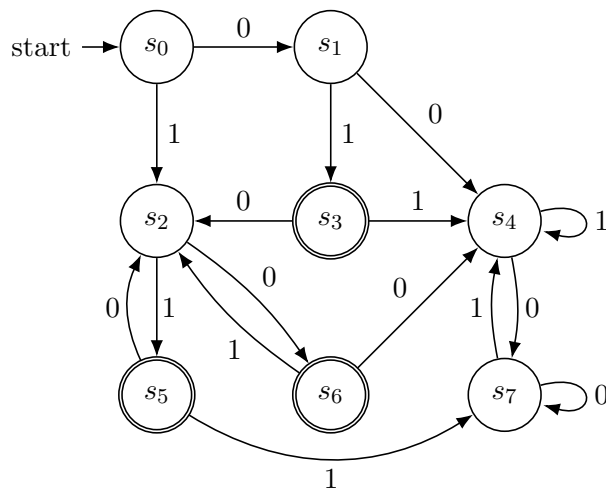 start s₀ 0 s₁
1 1 0
s₂ 0 s₃ 1 s₄ 1
0 1 0 1 0 1 0
s₅ s₆ s₇ 0
1